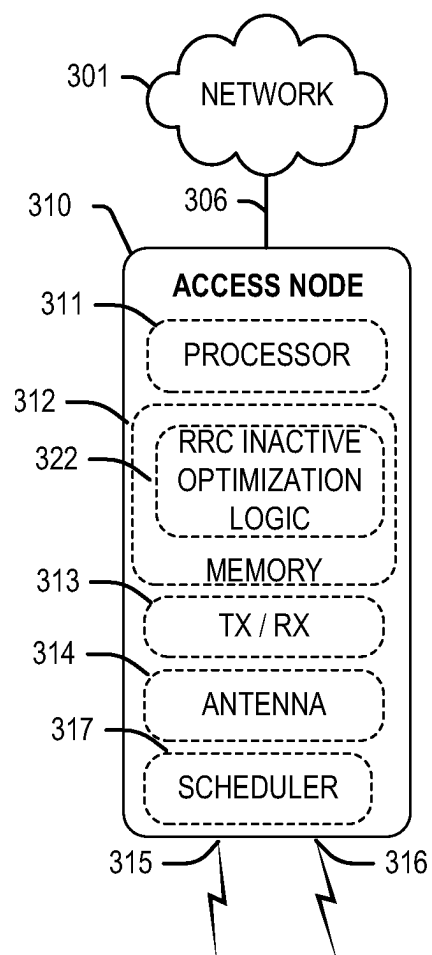 301
NETWORK
306
310
ACCESS NODE
311
PROCESSOR
312
322
RRC INACTIVE
OPTIMIZATION
LOGIC
MEMORY
313
TX / RX
314
ANTENNA
317
SCHEDULER
315
316